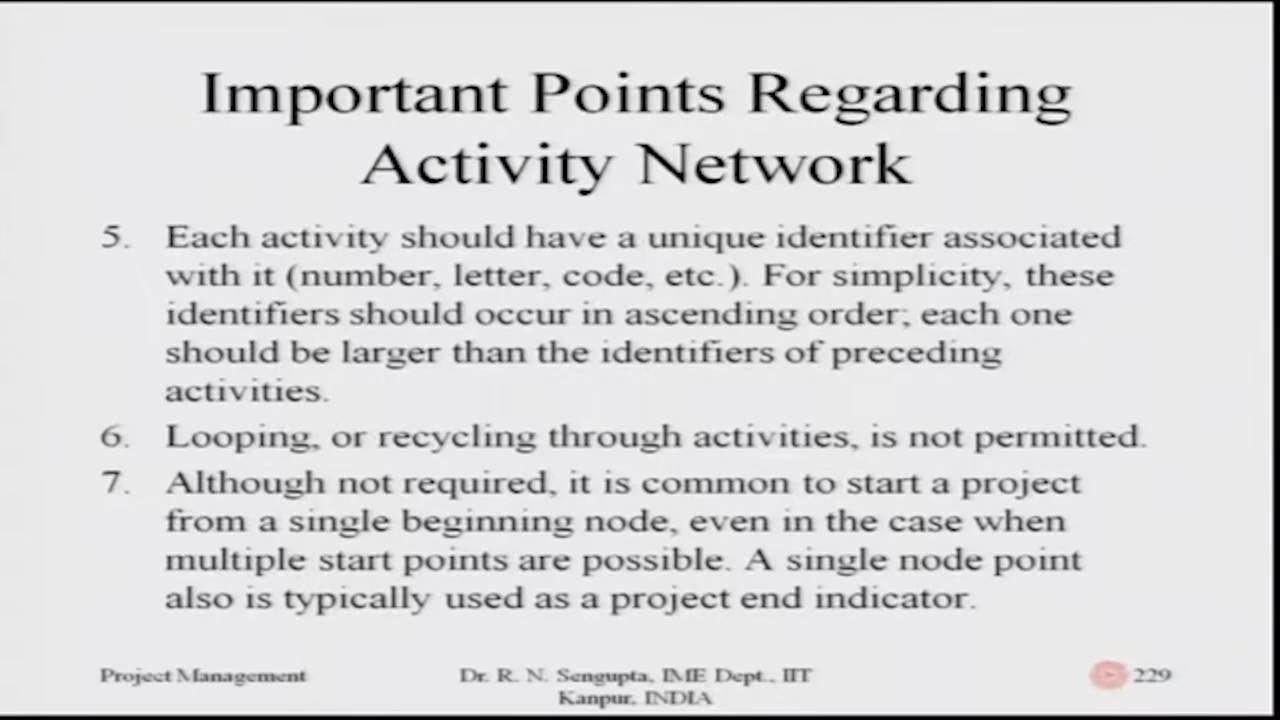 Important Points Regarding
Activity Network
5. Each activity should have a unique identifier associated
with it (number, letter, code, etc.). For simplicity, these
identifiers should occur in ascending order; each one
should be larger than the identifiers of preceding
activities.
6. Looping, or recycling through activities, is not permitted.
7. Although not required, it is common to start a project
from a single beginning node, even in the case when
multiple start points are possible. A single node point
also is typically used as a project end indicator.
Project Management
Dr. R. N. Sengupta, IME Dept., IIT
Kanpur, INDIA
229